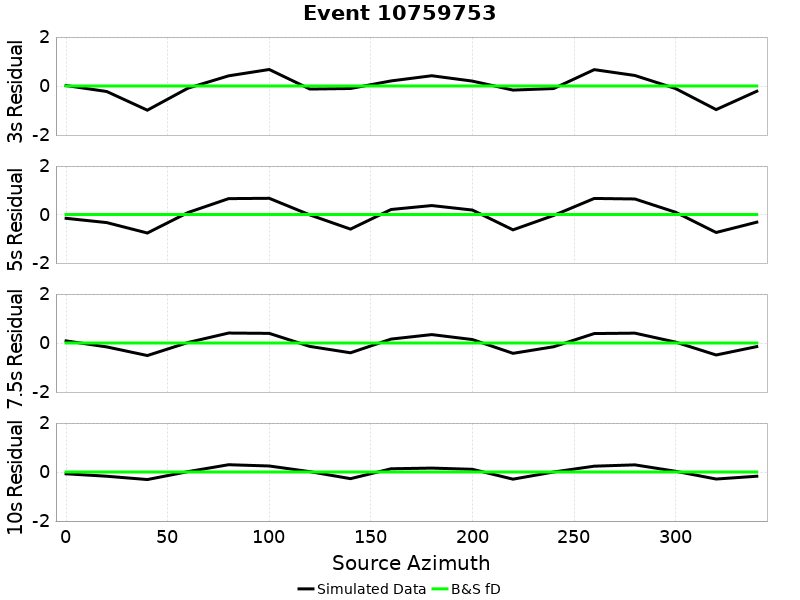 Event 10759753
3s Residual
2
0
-2
5s Residual
2
0
-2
7.5s Residual
2
0
-2
10s Residual
2
0
-2
0 50 100 150 200 250 300
Source Azimuth
Simulated Data B&S fD